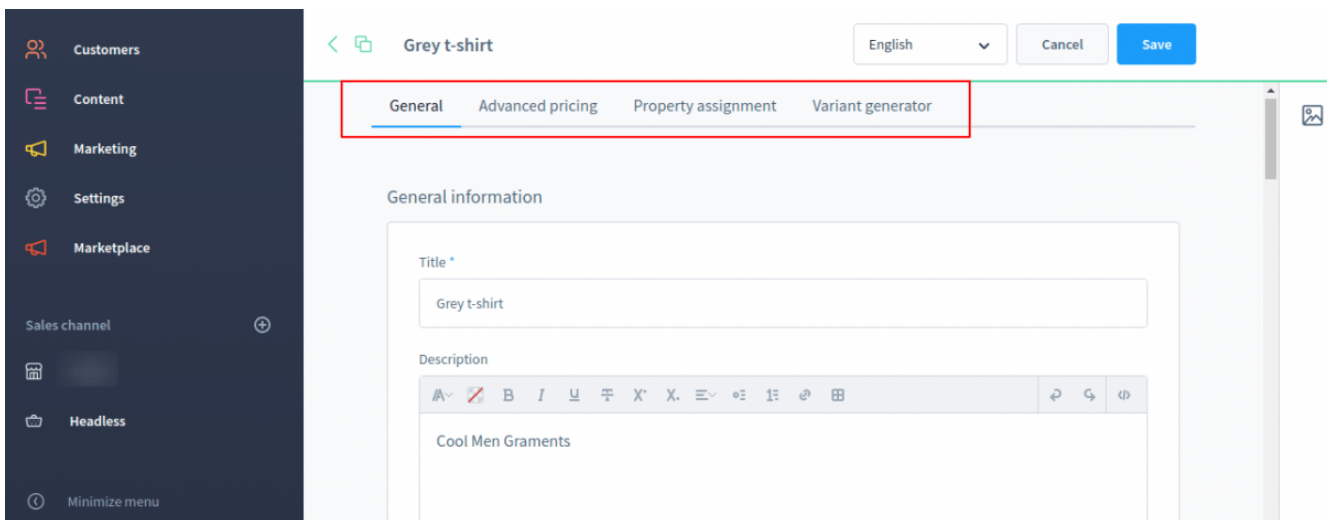 Customers
Content
Marketing
Settings
Marketplace
Sales channel
Headless
Minimize menu
Grey t-shirt
English
Cancel
Save
General Advanced pricing Property assignment Variant generator
General information
Title *
Grey t-shirt
Description
Cool Men Graments